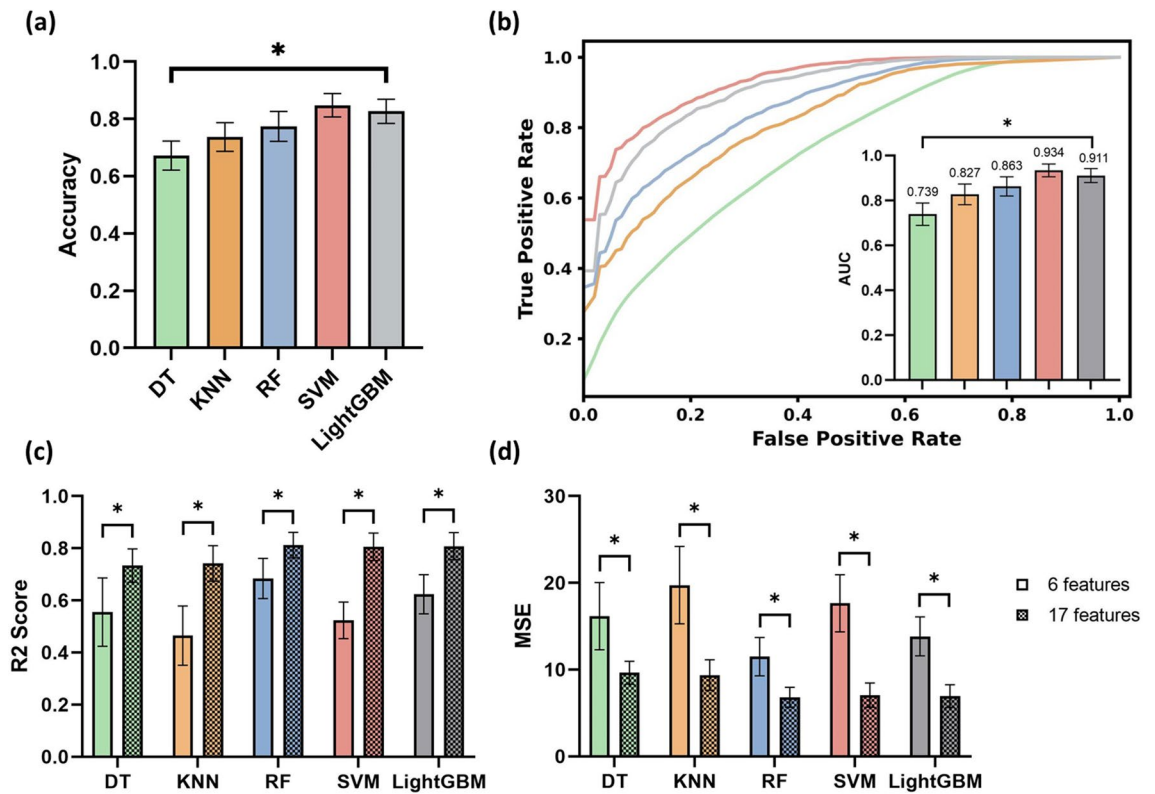 (a)
*
1.0
0.8
0.6
0.4
0.2
0.0
Accuracy
DT
KNN
RF
SVM
LightGBM
(b)
1.0
0.8
0.6
0.4
0.2
True Positive Rate
0.0
0.2
0.4
0.6
0.8
1.0
False Positive Rate
*
1.0
0.8
0.6
0.4
0.2
0.0
AUC
0.739
0.827
0.863
0.934
0.911
(c)
1.0
0.8
0.6
0.4
0.2
0.0
R2 Score
*
*
*
*
*
DT
KNN
RF
SVM
LightGBM
(d)
30
20
10
0
MSE
*
*
*
*
*
DT
KNN
RF
SVM
LightGBM
6 features
17 features